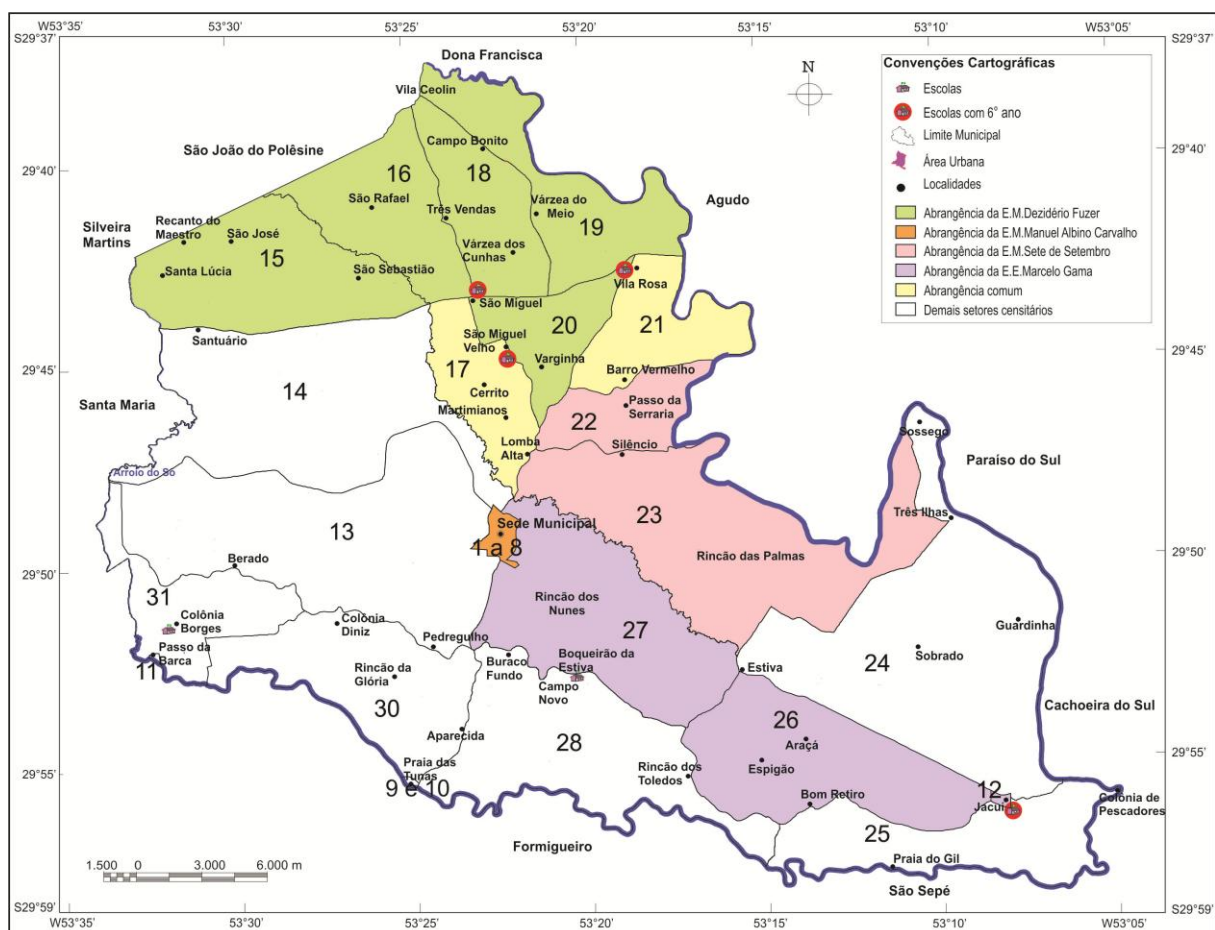 W53°35'
53°30'
53°25'
53°20'
53°15'
53°10'
W53°05'
S29°37'
S29°37'
Dona Francisca
Vila Ceolin
N
Convenções Cartográficas
Escolas
Escolas com 6° ano
Limite Municipal
Área Urbana
Localidades
Abrangência da E.M.Dezidério Fuzer
Abrangência da E.M.Manuel Albino Carvalho
Abrangência da E.M.Sete de Setembro
Abrangência da E.E.Marcelo Gama
Abrangência comum
Demais setores censitários
São João do Polêsine
Campo Bonito
29°40'
29°40'
16
18
São Rafael
Três Vendas
Várzea do
Meio
19
Agudo
Silveira
Martins
Recanto do
Maestro
São José
15
Santa Lúcia
São Sebastião
Várzea dos
Cunhas
Vila Rosa
São Miguel
20
21
Santuário
São Miguel
Velho
29°45'
29°45'
17
Varginha
Barro Vermelho
14
Cerrito
Martimianos
Passo da
Serraria
22
Santa Maria
Lomba
Alta
Silêncio
Sossego
Paraíso do Sul
Arroio do Só
23
Três Ilhas
13
Sede Municipal
1 a 8
Rincão das Palmas
29°50'
29°50'
Berado
31
Colônia
Borges
Rincão dos
Nunes
27
Colônia
Diniz
Pedregulho
Guardinha
Passo da
Barca
11
Boqueirão da
Estiva
Buraco
Fundo
Campo
Novo
Estiva
24
Sobrado
Rincão da
Glória
30
26
Cachoeira do Sul
Aparecida
28
Araçá
29°55'
29°55'
Praia das
Tunas
9 e 10
Rincão dos
Toledos
Espigão
Bom Retiro
12
Jacuí
Colônia de
Pescadores
25
Formigueiro
Praia do Gil
São Sepé
1.500 0 3.000 6.000 m
29°59'
S29°59'
W53°35'
53°30'
53°25'
53°20'
53°15'
53°10'
W53°05'